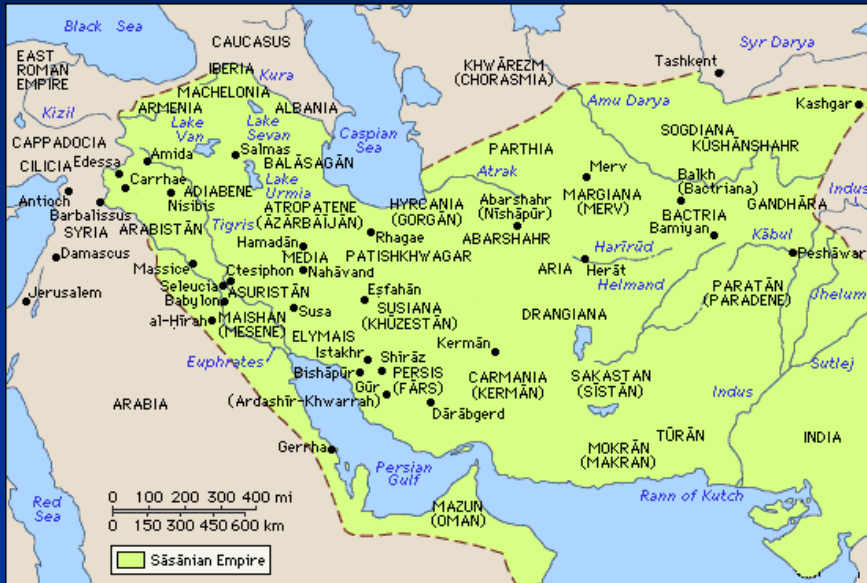 Black Sea
CAUCASUS
EAST
ROMAN
EMPIRE
IBERIA
Kura
MACHELONIA
ARMENIA
ALBANIA
Kizil
Lake
Van
Lake
Sevan
Caspian
Sea
KHWĀREZM
(CHORASMIA)
Tashkent
Syr Darya
Amu Darya
Kashgar
SOGDIANA
KŪSHĀNSHAHR
CAPPADOCIA
CILICIA
Edessa
Amida
Salmas
BALĀSAGĀN
Carrhae
ADIABENE
Lake
Urmia
Antioch
Nisibis
Barbalissus
SYRIA
ARABISTĀN
Tigris
ATROPATENE
(ĀZĀRBĀIJĀN)
HYRCANIA
(GORGĀN)
PARTHIA
Atrak
Merv
MARGIANA
(MERV)
Abarshahr
(Nīshāpūr)
ABARSHAHR
Balkh
(Bactriana)
BACTRIA
Bamiyan
GANDHĀRA
Indus
Kābul
Peshāwar
Damascus
Hamadān
MEDIA
Nahāvand
Rhagae
PATISHKHWAGAR
ARIA
Harīrūd
Herāt
Helmand
PARATĀN
(PARADENE)
Jhelum
Jerusalem
Massice
Ctesiphon
Seleucia
ASURISTĀN
Babylon
al-Ḥīrah
MAISHĀN
(MESENE)
Susa
Eşfahān
SUSIANA
(KHŪZESTĀN)
DRANGIANA
ELYMAIS
Euphrates
Istakhr
Shīrāz
Bishāpūr
PERSIS
(FĀRS)
Gūr
(Ardashīr-Khwarrah)
Dārābgerd
Kermān
CARMANIA
(KERMĀN)
SAKASTAN
(SĪSTĀN)
Indus
Sutlej
ARABIA
Gerrha
Persian
Gulf
MOKRĀN
(MAKRĀN)
TŪRĀN
INDIA
Red
Sea
MAZUN
(OMAN)
Rann of Kutch
0 100 200 300 400 mi
0 150 300 450 600 km
Sāsānian Empire